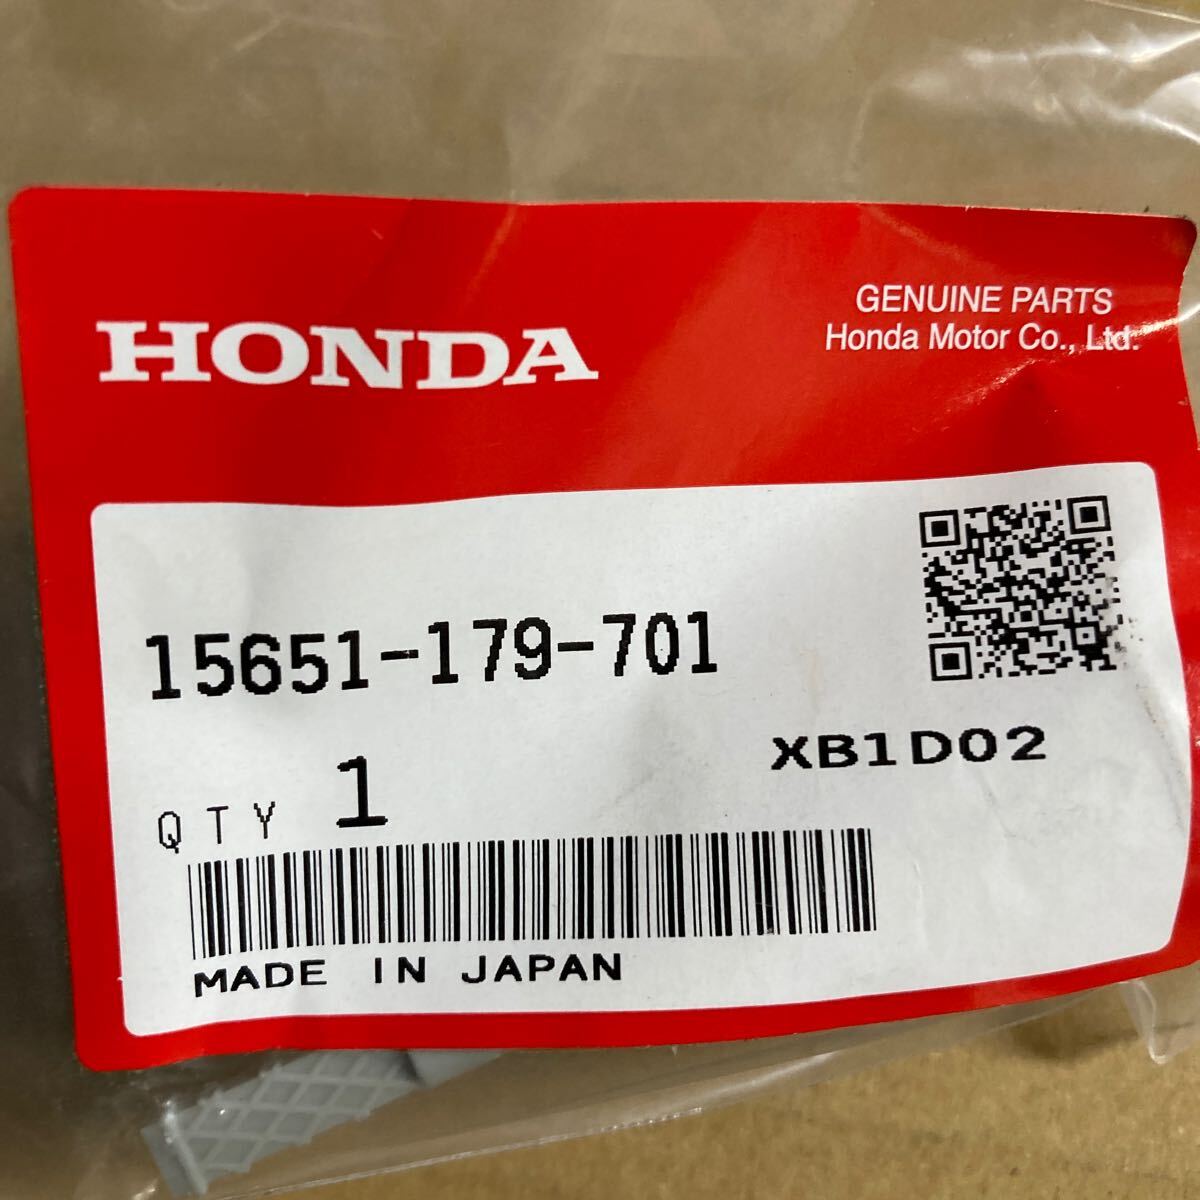 HONDA
GENUINE PARTS
Honda Motor Co., Ltd.
15651-179-701
XB1D02
QTY 1
MADE IN JAPAN